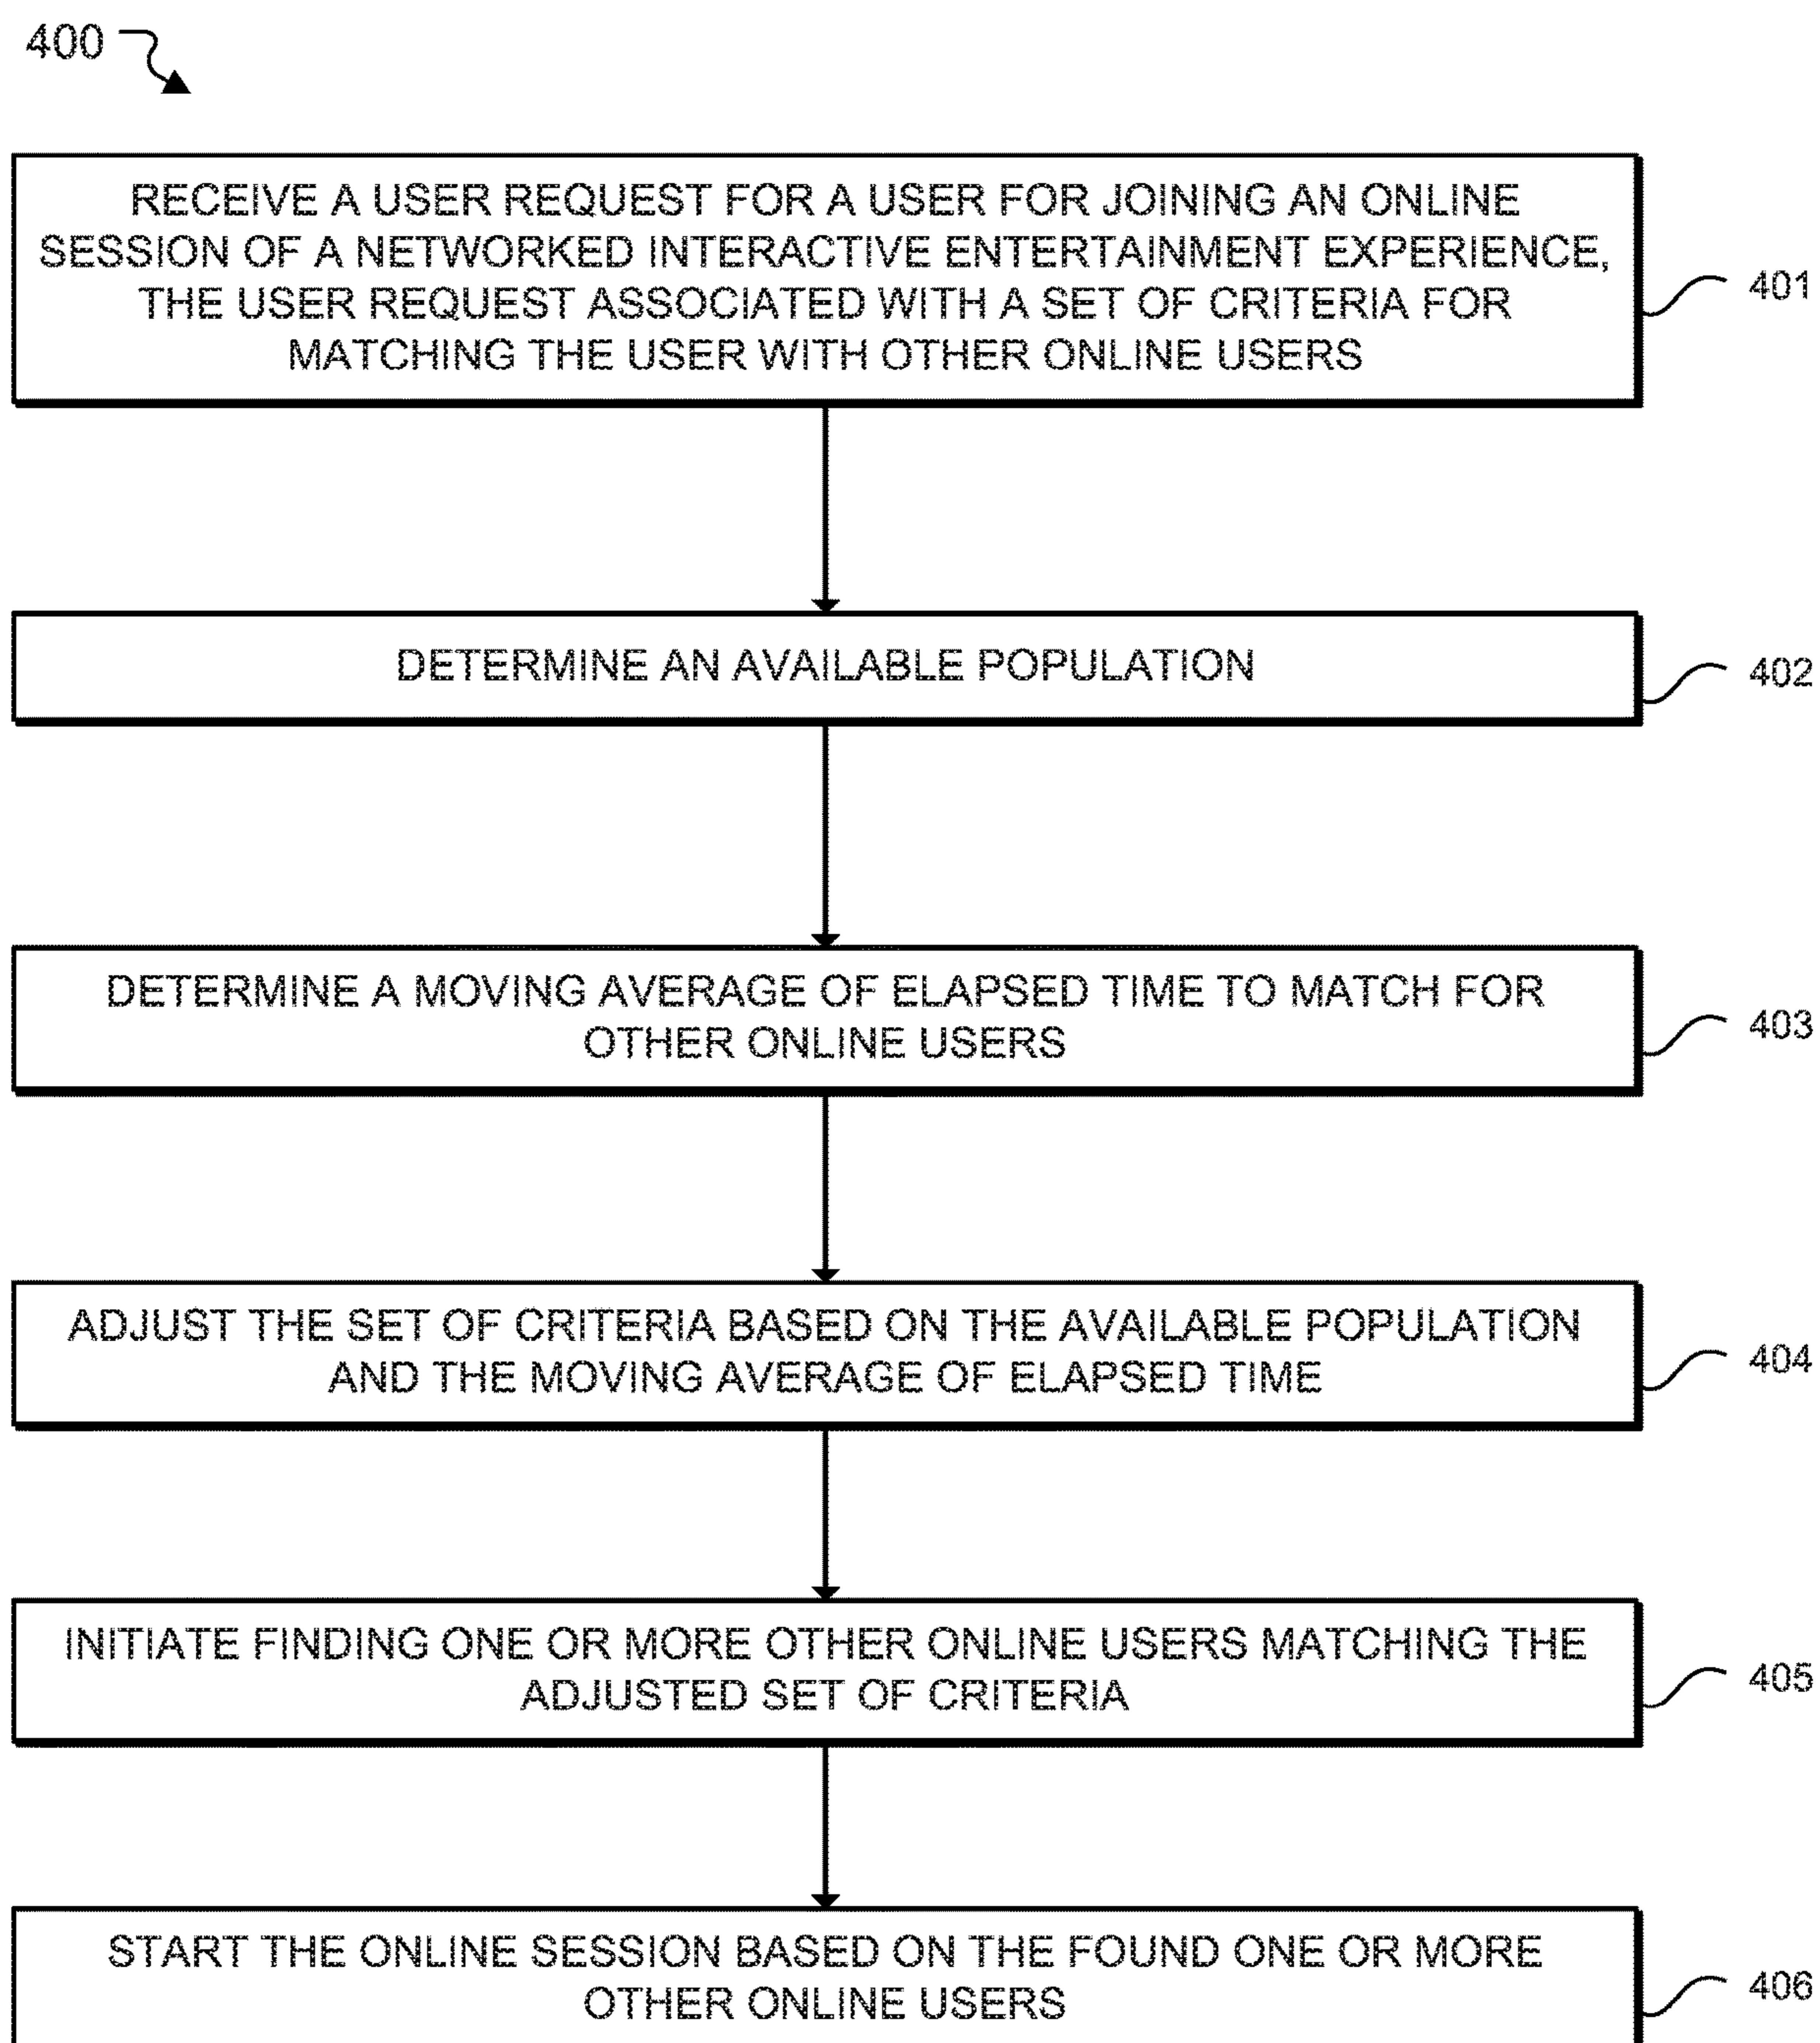 400
RECEIVE A USER REQUEST FOR A USER FOR JOINING AN ONLINE
SESSION OF A NETWORKED INTERACTIVE ENTERTAINMENT EXPERIENCE,
THE USER REQUEST ASSOCIATED WITH A SET OF CRITERIA FOR
MATCHING THE USER WITH OTHER ONLINE USERS
401
DETERMINE AN AVAILABLE POPULATION
402
DETERMINE A MOVING AVERAGE OF ELAPSED TIME TO MATCH FOR
OTHER ONLINE USERS
403
ADJUST THE SET OF CRITERIA BASED ON THE AVAILABLE POPULATION
AND THE MOVING AVERAGE OF ELAPSED TIME
404
INITIATE FINDING ONE OR MORE OTHER ONLINE USERS MATCHING THE
ADJUSTED SET OF CRITERIA
405
START THE ONLINE SESSION BASED ON THE FOUND ONE OR MORE
OTHER ONLINE USERS
406